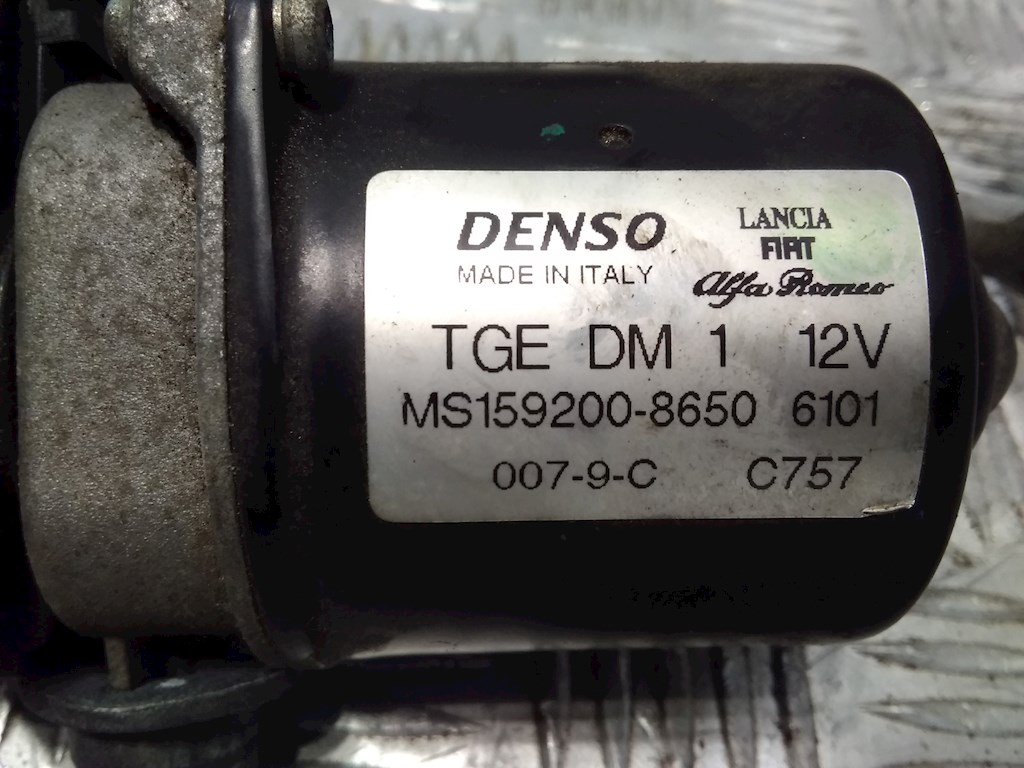 DENSO
MADE IN ITALY
LANCIA
FIAT
Alfa Romeo
TGE DM 1 12V
MS159200-8650 6101
007-9-C C757